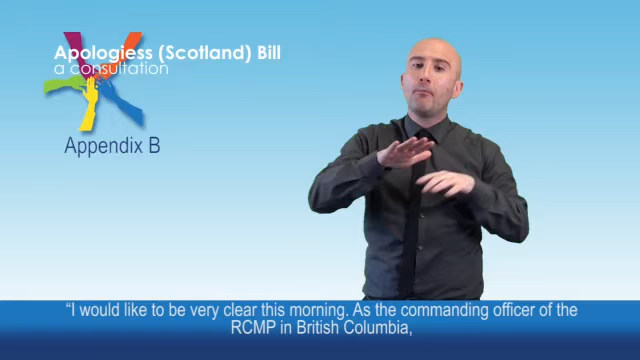 Apologiess (Scotland) Bill
a consultation
Appendix B
“I would like to be very clear this morning. As the commanding officer of the
RCMP in British Columbia,